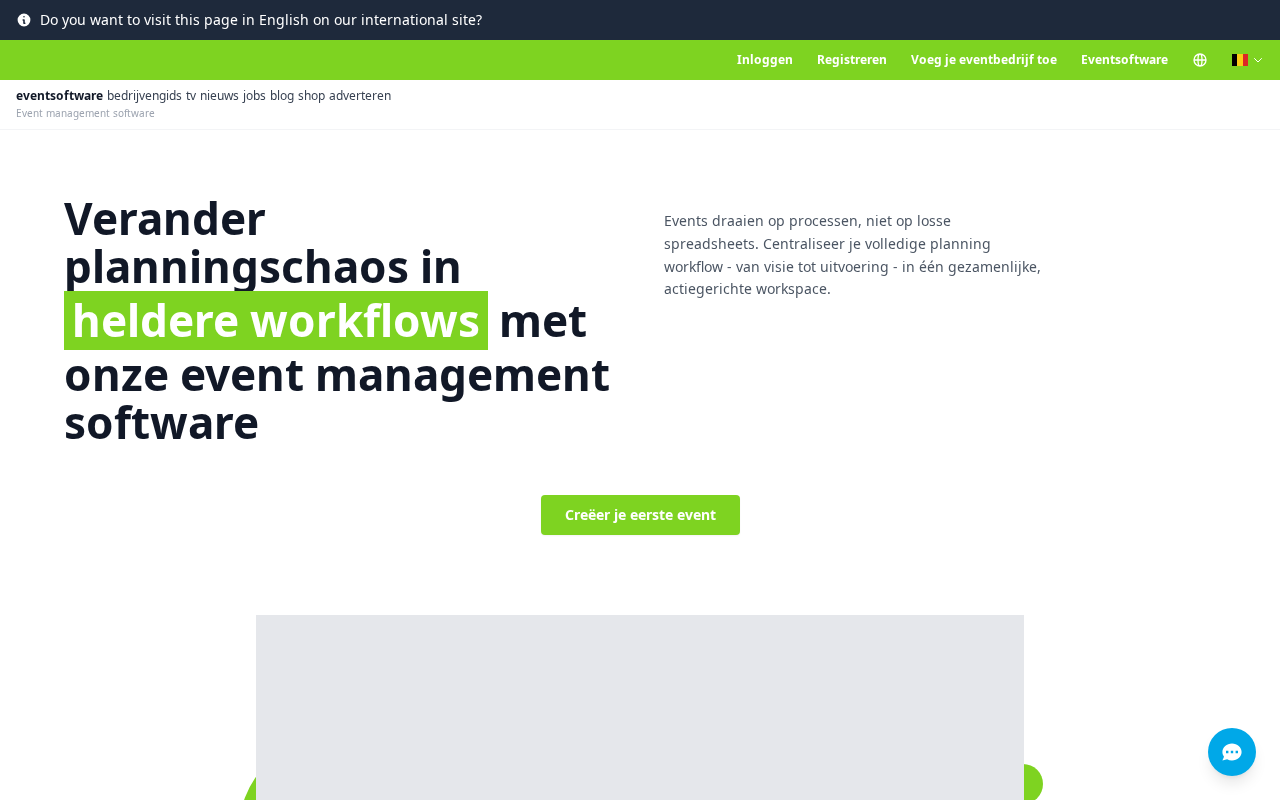 Do you want to visit this page in English on our international site?
Inloggen Registreren Voeg je eventbedrijf toe Eventsoftware
eventsoftware bedrijvengids tv nieuws jobs blog shop adverteren
Event management software
Verander
planningschaos in
heldere workflows met
onze event management
software
Events draaien op processen, niet op losse
spreadsheets. Centraliseer je volledige planning
workflow - van visie tot uitvoering - in één gezamenlijke,
actiegerichte workspace.
Creëer je eerste event